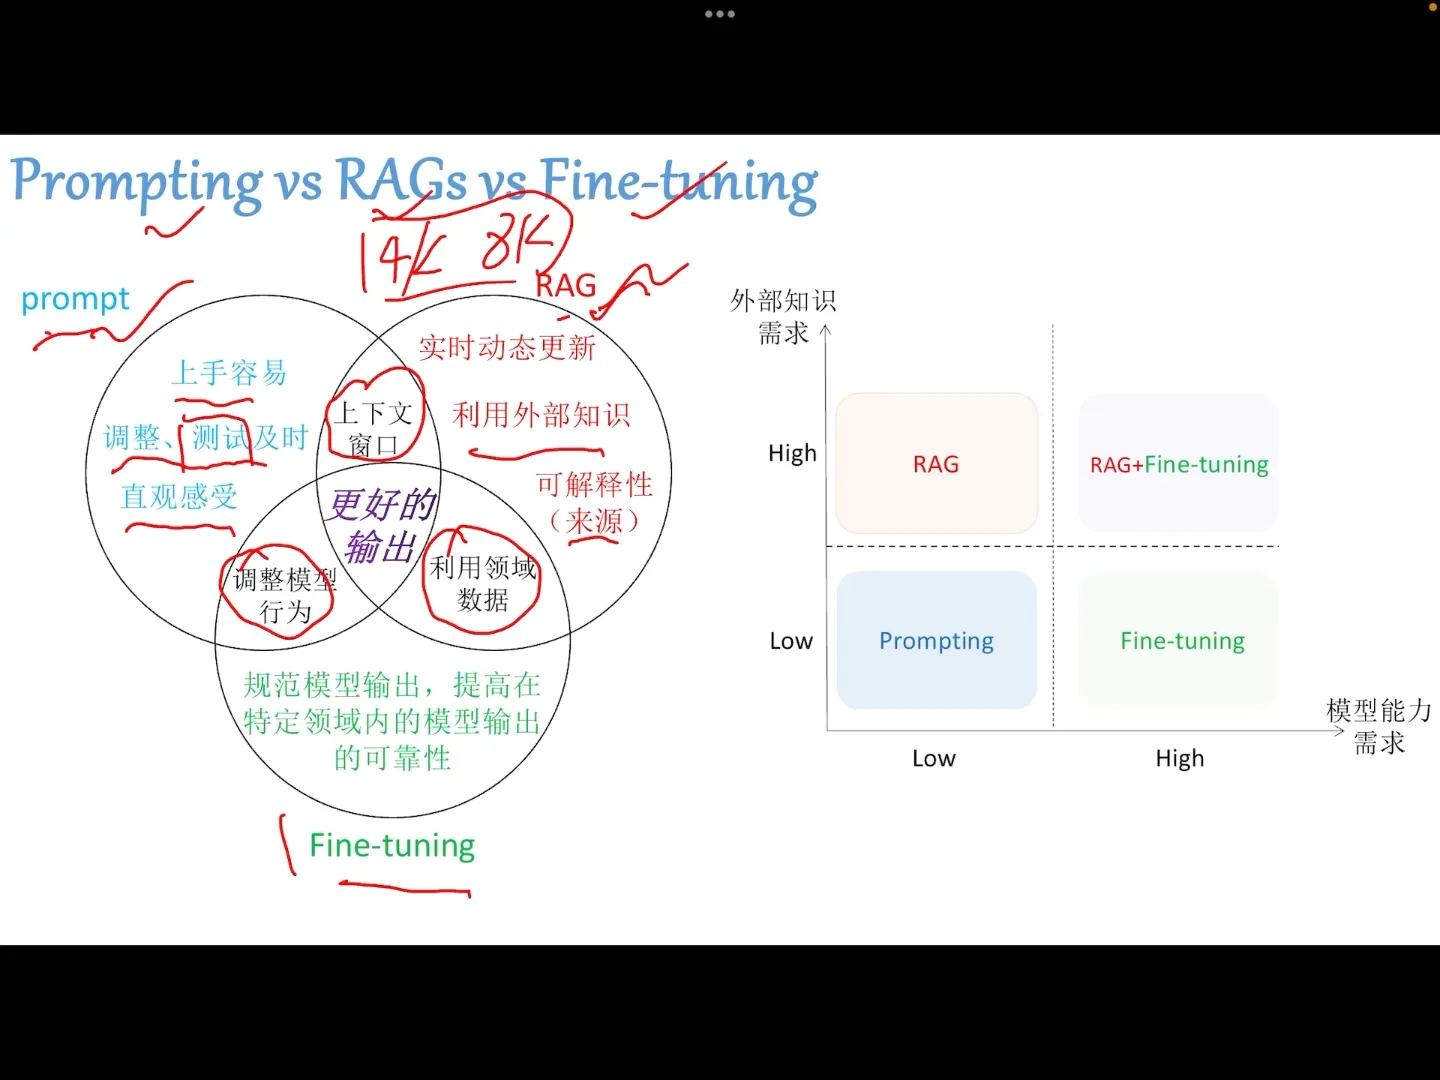 Prompting vs RAGs vs Fine-tuning
14K 8K
prompt
RAG
上手容易
调整、测试及时
直观感受
实时动态更新
利用外部知识
可解释性
（来源）
上下文
窗口
更好的
输出
调整模型
行为
利用领域
数据
规范模型输出，提高在
特定领域内的模型输出
的可靠性
Fine-tuning
外部知识
需求
High
RAG
RAG+Fine-tuning
Low
Prompting
Fine-tuning
模型能力
需求
Low
High